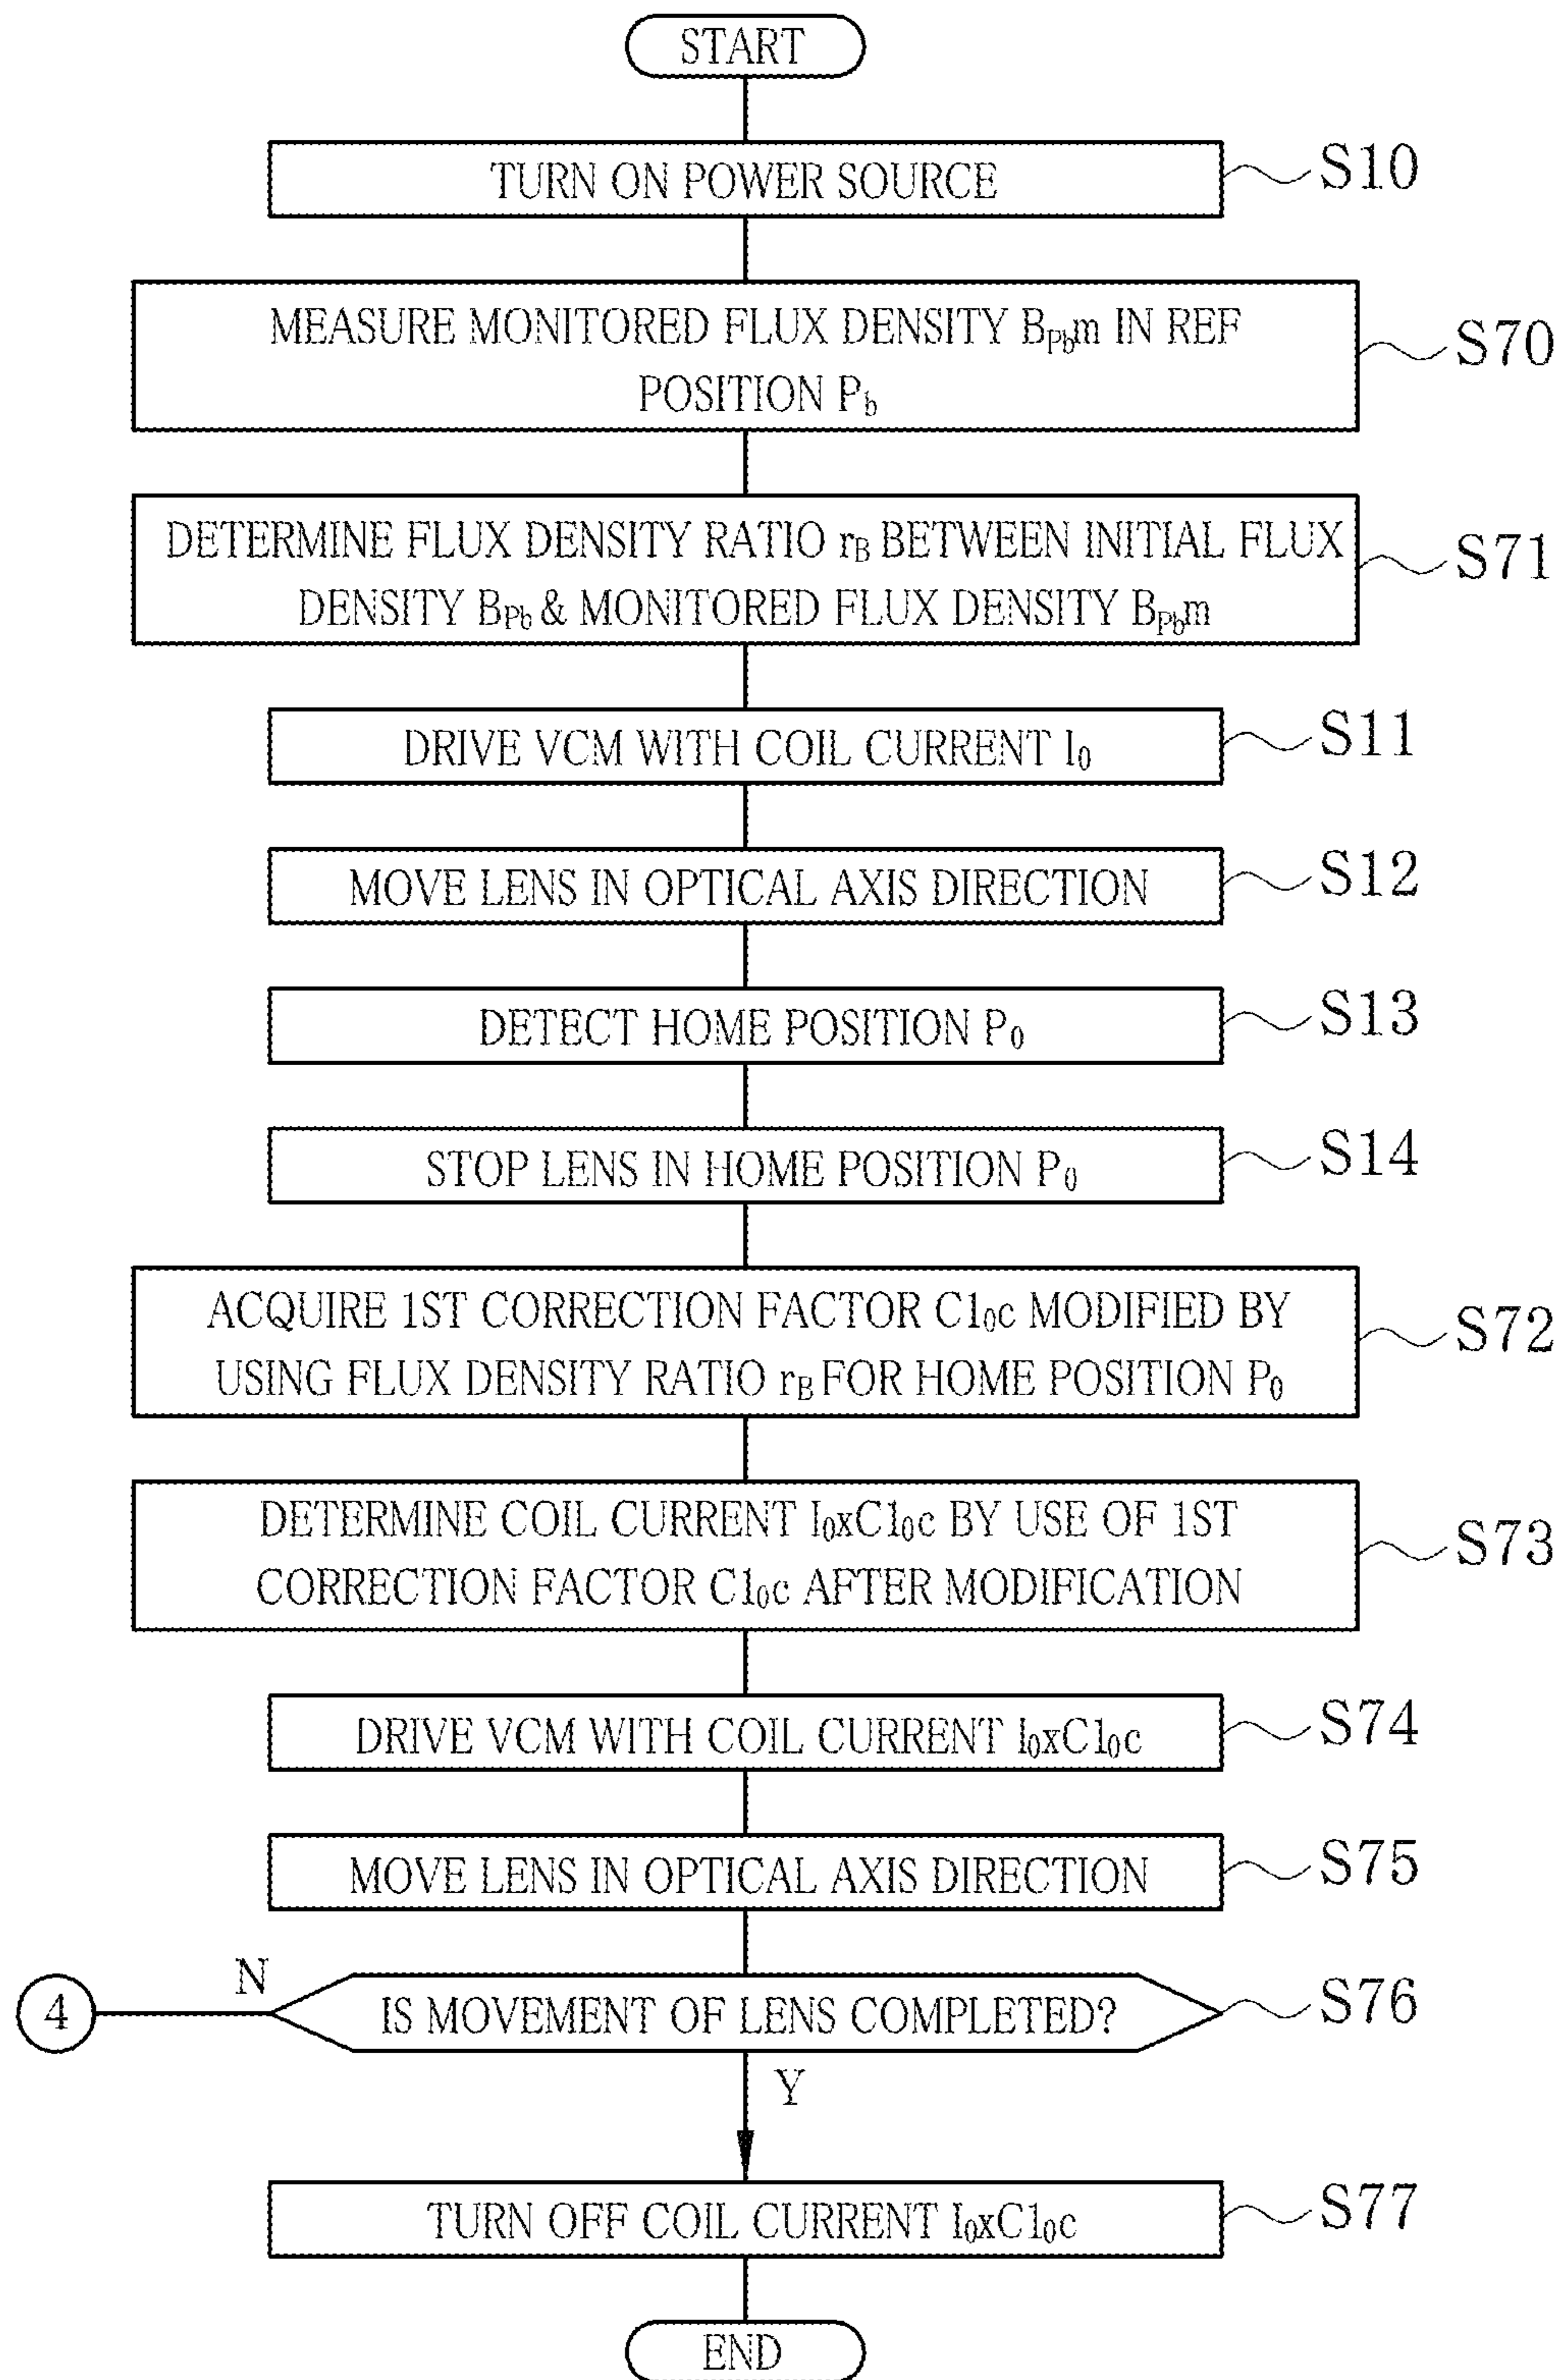 START
TURN ON POWER SOURCE
S10
MEASURE MONITORED FLUX DENSITY BPbm IN REF
POSITION Pb
S70
DETERMINE FLUX DENSITY RATIO rB BETWEEN INITIAL FLUX
DENSITY BPb & MONITORED FLUX DENSITY BPbm
S71
DRIVE VCM WITH COIL CURRENT I0
S11
MOVE LENS IN OPTICAL AXIS DIRECTION
S12
DETECT HOME POSITION P0
S13
STOP LENS IN HOME POSITION P0
S14
ACQUIRE 1ST CORRECTION FACTOR C10c MODIFIED BY
USING FLUX DENSITY RATIO rB FOR HOME POSITION P0
S72
DETERMINE COIL CURRENT I0xC10c BY USE OF 1ST
CORRECTION FACTOR C10c AFTER MODIFICATION
S73
DRIVE VCM WITH COIL CURRENT I0xC10c
S74
MOVE LENS IN OPTICAL AXIS DIRECTION
S75
4
N
IS MOVEMENT OF LENS COMPLETED?
S76
Y
TURN OFF COIL CURRENT I0xC10c
S77
END